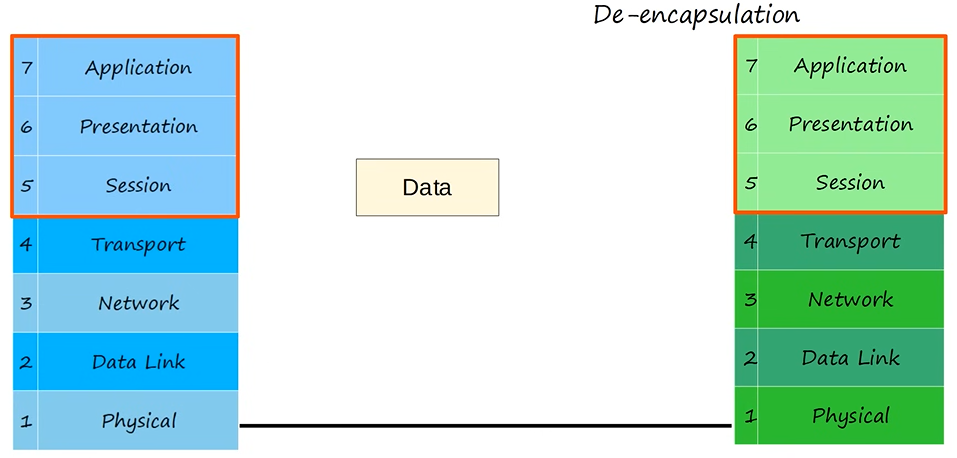 De-encapsulation
7 Application
6 Presentation
5 Session
4 Transport
3 Network
2 Data Link
1 Physical
Data
7 Application
6 Presentation
5 Session
4 Transport
3 Network
2 Data Link
1 Physical